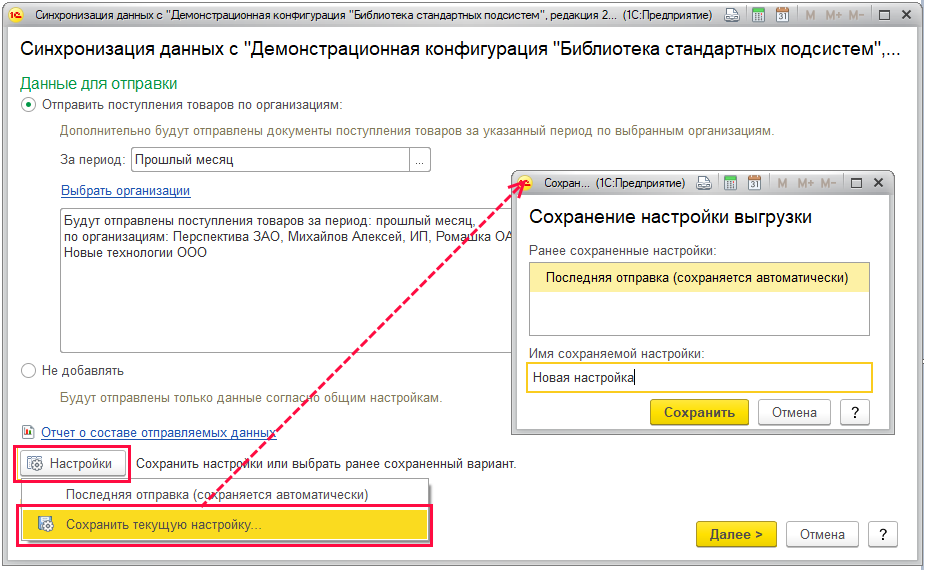 Синхронизация данных с "Демонстрационная конфигурация "Библиотека стандартных подсистем", редакция 2... (1С:Предприятие) M M+ M-
Синхронизация данных с "Демонстрационная конфигурация "Библиотека стандартных подсистем",...
Данные для отправки
Отправить поступления товаров по организациям:
Дополнительно будут отправлены документы поступления товаров за указанный период по выбранным организациям.
За период: Прошлый месяц ...
Выбрать организации
Будут отправлены поступления товаров за период: прошлый месяц,
по организациям: Перспектива ЗАО, Михайлов Алексей, ИП, Ромашка ОА
Новые технологии ООО
Не добавлять
Будут отправлены только данные согласно общим настройкам.
Отчет о составе отправляемых данных
Настройки Сохранить настройки или выбрать ранее сохраненный вариант.
Последняя отправка (сохраняется автоматически)
Сохранить текущую настройку...
Далее > Отмена ?
Сохран... (1С:Предприятие) M M+ M-
Сохранение настройки выгрузки
Ранее сохраненные настройки:
Последняя отправка (сохраняется автоматически)
Имя сохраняемой настройки:
Новая настройка
Сохранить Отмена ?